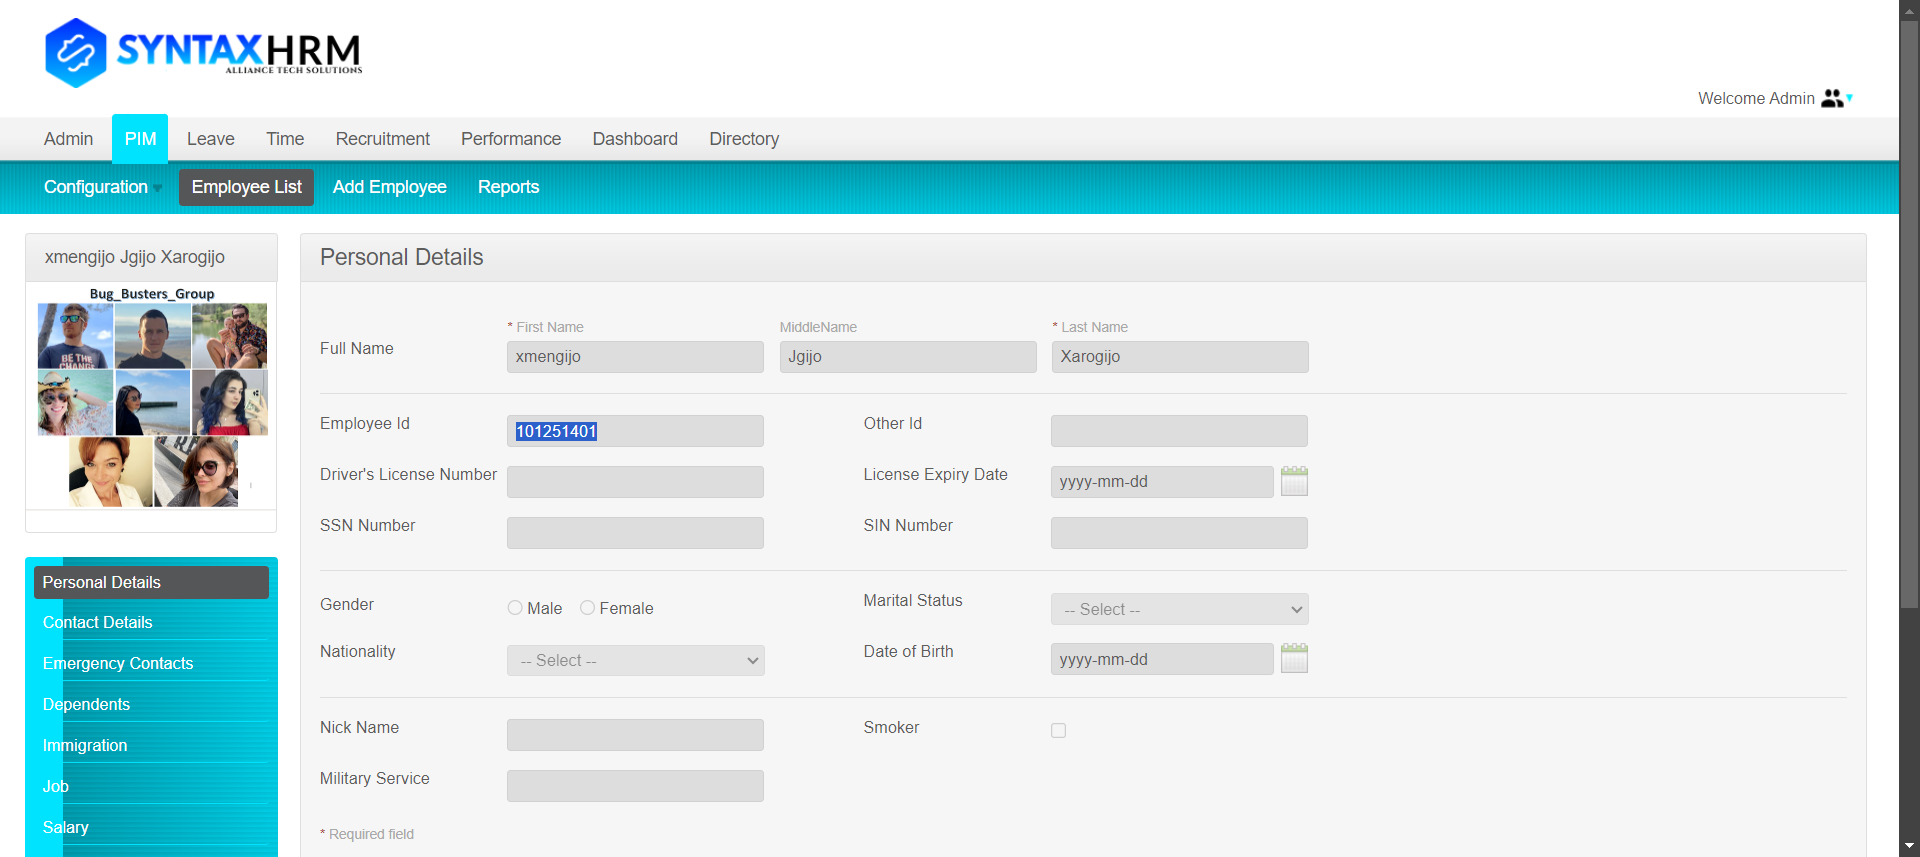 SYNTAXHRM
ALLIANCE TECH SOLUTIONS
Welcome Admin
Admin PIM Leave Time Recruitment Performance Dashboard Directory
Configuration Employee List Add Employee Reports
xmengijo Jgijo Xarogijo
Bug_Busters_Group
BE THE
CHANGE
Personal Details
Contact Details
Emergency Contacts
Dependents
Immigration
Job
Salary
Personal Details
* First Name MiddleName * Last Name
Full Name xmengijo Jgijo Xarogijo
Employee Id 101251401 Other Id
Driver's License Number License Expiry Date yyyy-mm-dd
SSN Number SIN Number
Gender Male Female Marital Status -- Select --
Nationality -- Select -- Date of Birth yyyy-mm-dd
Nick Name Smoker
Military Service
* Required field